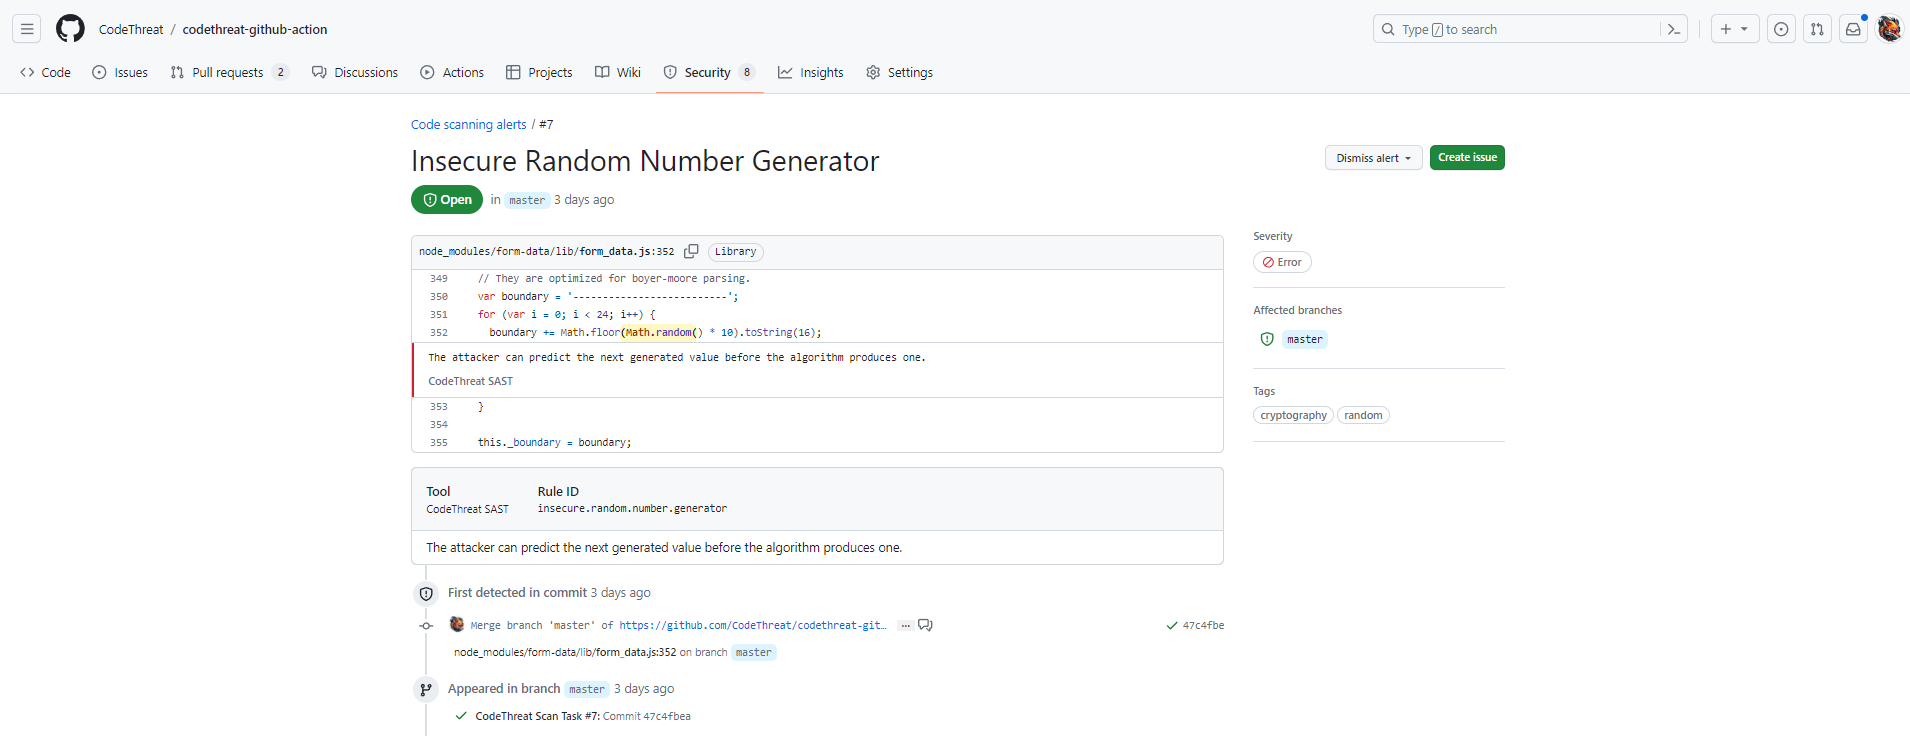 CodeThreat / codethreat-github-action
Type / to search
Code Issues Pull requests 2 Discussions Actions Projects Wiki Security 8 Insights Settings
Code scanning alerts / #7
Insecure Random Number Generator
Dismiss alert
Create issue
Open in master 3 days ago
node_modules/form-data/lib/form_data.js:352 Library
349 // They are optimized for boyer-moore parsing.
350 var boundary = '--------------------------';
351 for (var i = 0; i < 24; i++) {
352 boundary += Math.floor(Math.random() * 10).toString(16);
The attacker can predict the next generated value before the algorithm produces one.
CodeThreat SAST
353 }
354
355 this._boundary = boundary;
Severity
Error
Affected branches
master
Tags
cryptography random
Tool Rule ID
CodeThreat SAST insecure.random.number.generator
The attacker can predict the next generated value before the algorithm produces one.
First detected in commit 3 days ago
Merge branch 'master' of https://github.com/CodeThreat/codethreat-git… ··· 47c4fbe
node_modules/form-data/lib/form_data.js:352 on branch master
Appeared in branch master 3 days ago
CodeThreat Scan Task #7: Commit 47c4fbea